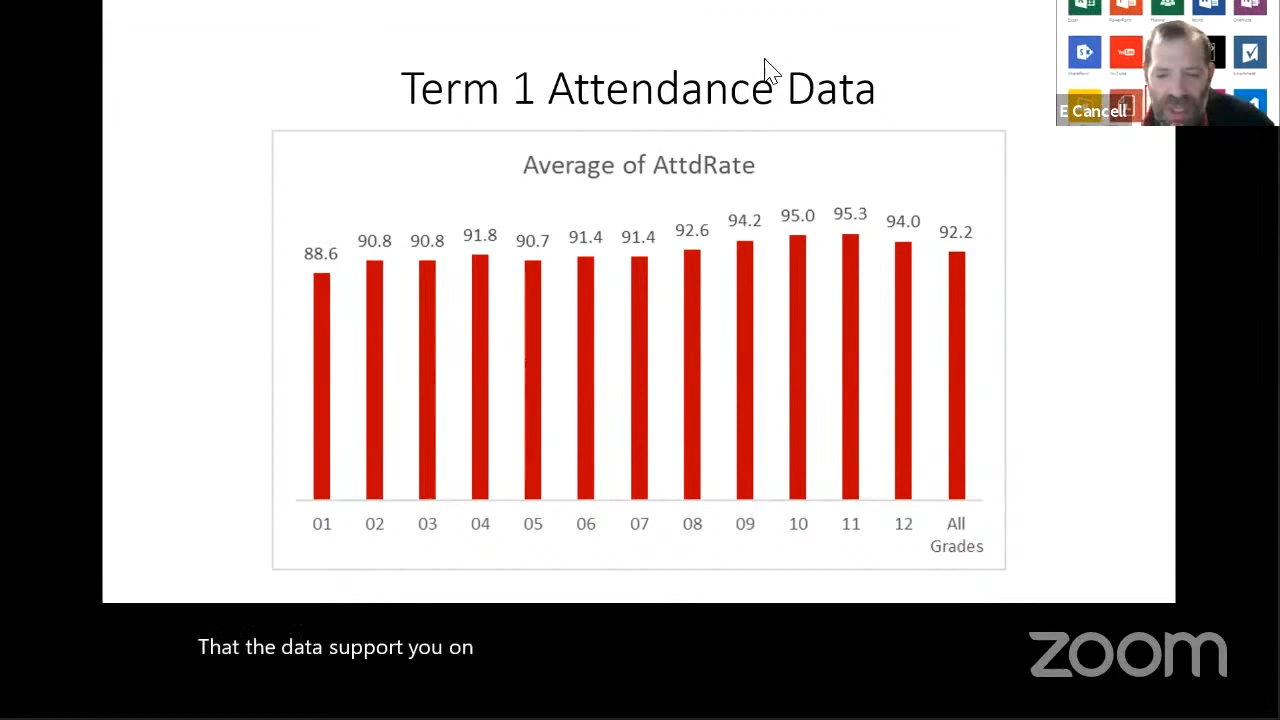 Term 1 Attendance Data
E Cancell
Average of AttdRate
88.6 90.8 90.8 91.8 90.7 91.4 91.4 92.6 94.2 95.0 95.3 94.0 92.2
01 02 03 04 05 06 07 08 09 10 11 12 All
Grades
That the data support you on
zoom